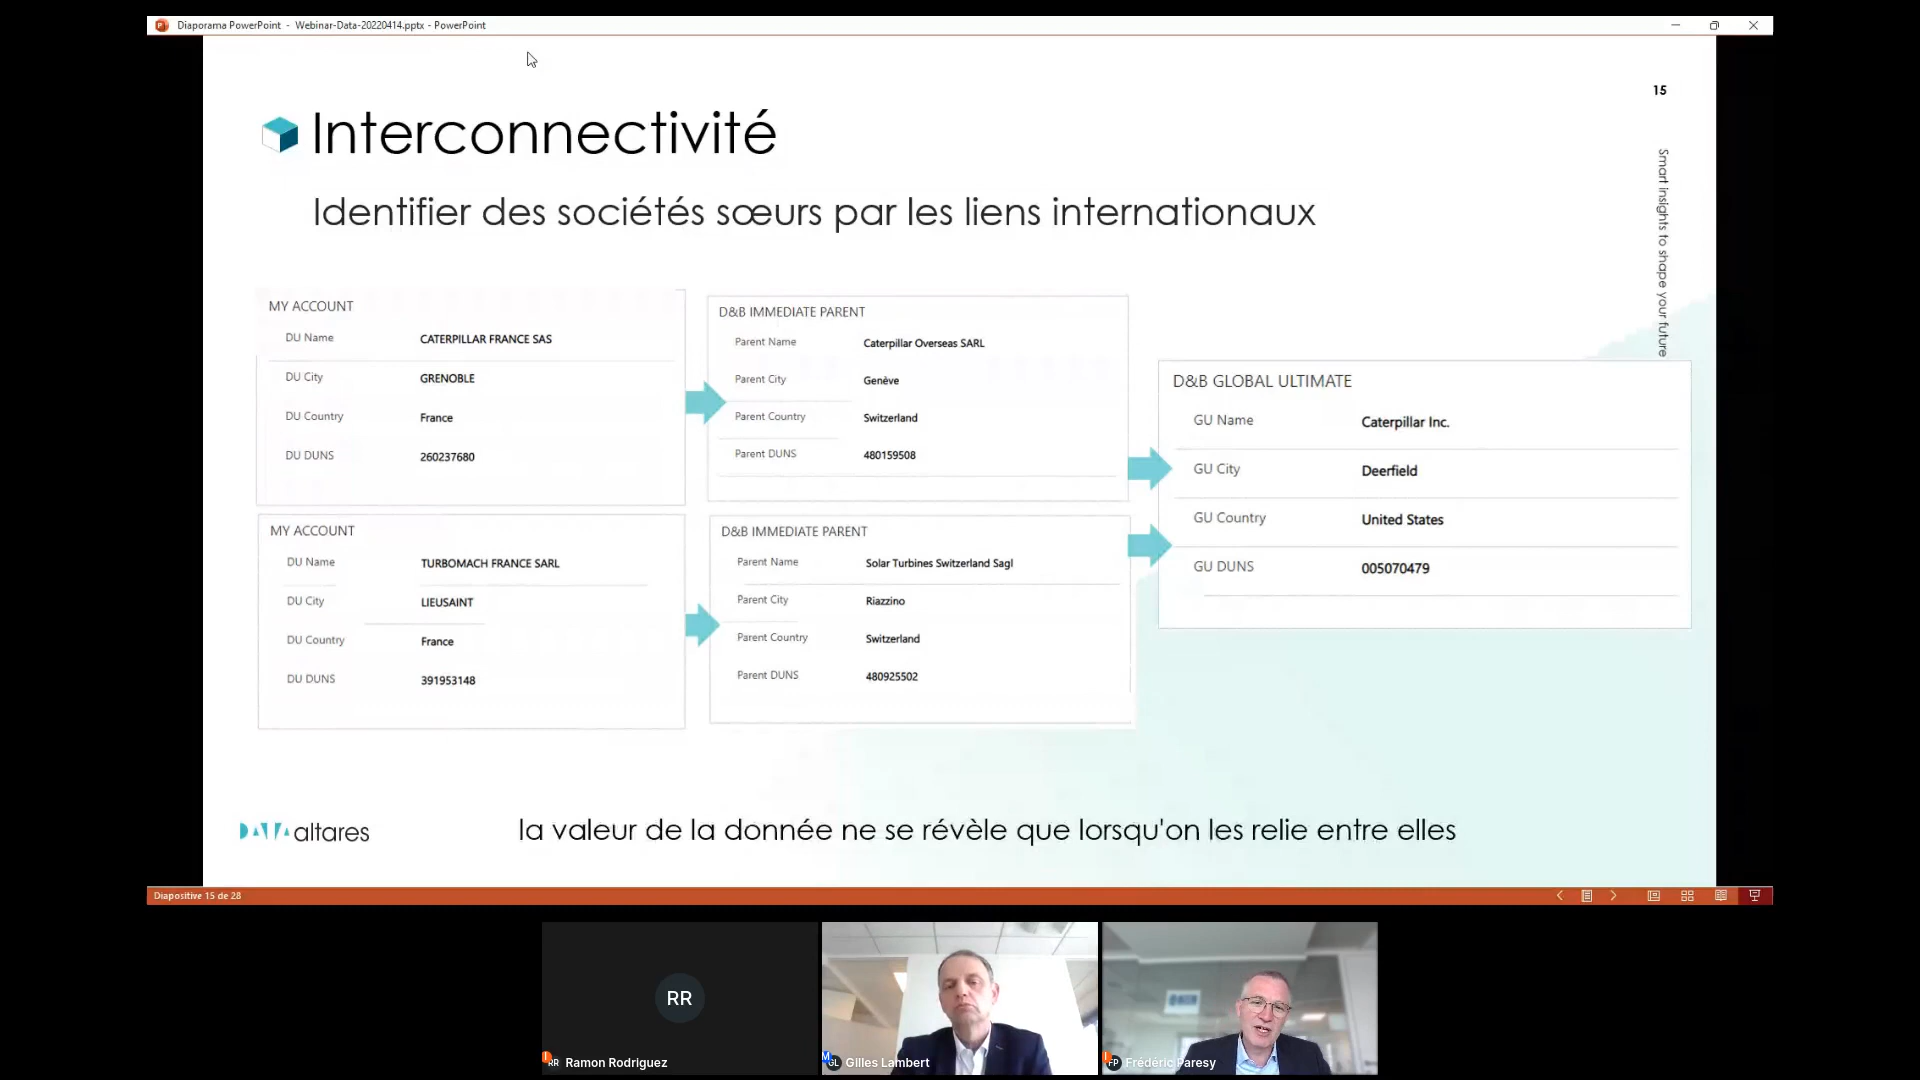 Diaporama PowerPoint - Webinar-Data-20220414.pptx - PowerPoint
15
Interconnectivité
Identifier des sociétés sœurs par les liens internationaux
Smart insights to shape your future
MY ACCOUNT
DU Name CATERPILLAR FRANCE SAS
DU City GRENOBLE
DU Country France
DU DUNS 260237680
D&B IMMEDIATE PARENT
Parent Name Caterpillar Overseas SARL
Parent City Genève
Parent Country Switzerland
Parent DUNS 480159508
MY ACCOUNT
DU Name TURBOMACH FRANCE SARL
DU City LIEUSAINT
DU Country France
DU DUNS 391953148
D&B IMMEDIATE PARENT
Parent Name Solar Turbines Switzerland Sagl
Parent City Riazzino
Parent Country Switzerland
Parent DUNS 480925502
D&B GLOBAL ULTIMATE
GU Name Caterpillar Inc.
GU City Deerfield
GU Country United States
GU DUNS 005070479
DATA altares
la valeur de la donnée ne se révèle que lorsqu'on les relie entre elles
Diapositive 15 de 28
RR
RR Ramon Rodriguez
GL Gilles Lambert
FP Frédéric Paresy